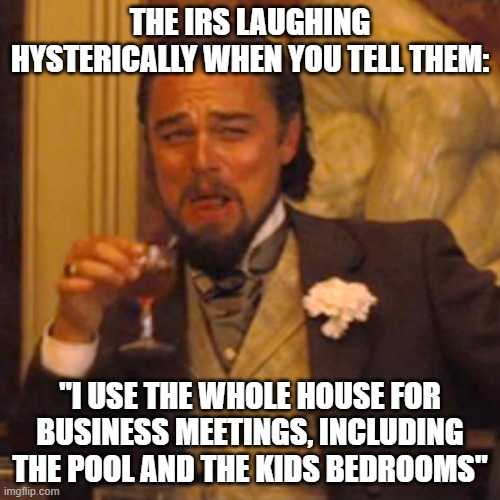 THE IRS LAUGHING
HYSTERICALLY WHEN YOU TELL THEM:
"I USE THE WHOLE HOUSE FOR
BUSINESS MEETINGS, INCLUDING
THE POOL AND THE KIDS BEDROOMS"
imgflip.com